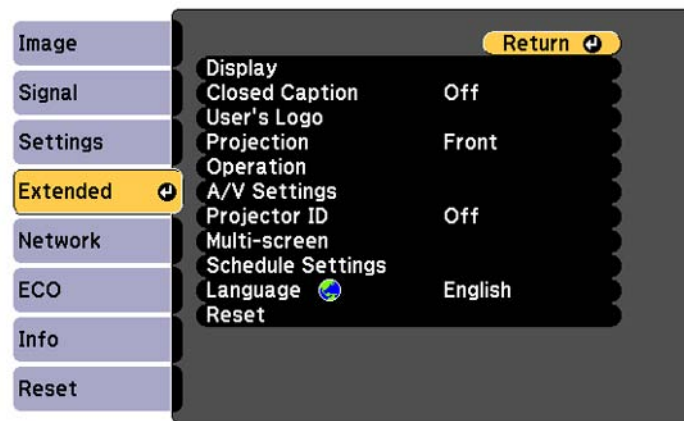 Image
Signal
Settings
Extended
Network
ECO
Info
Reset
Return
Display
Closed Caption Off
User's Logo
Projection Front
Operation
A/V Settings
Projector ID Off
Multi-screen
Schedule Settings
Language English
Reset